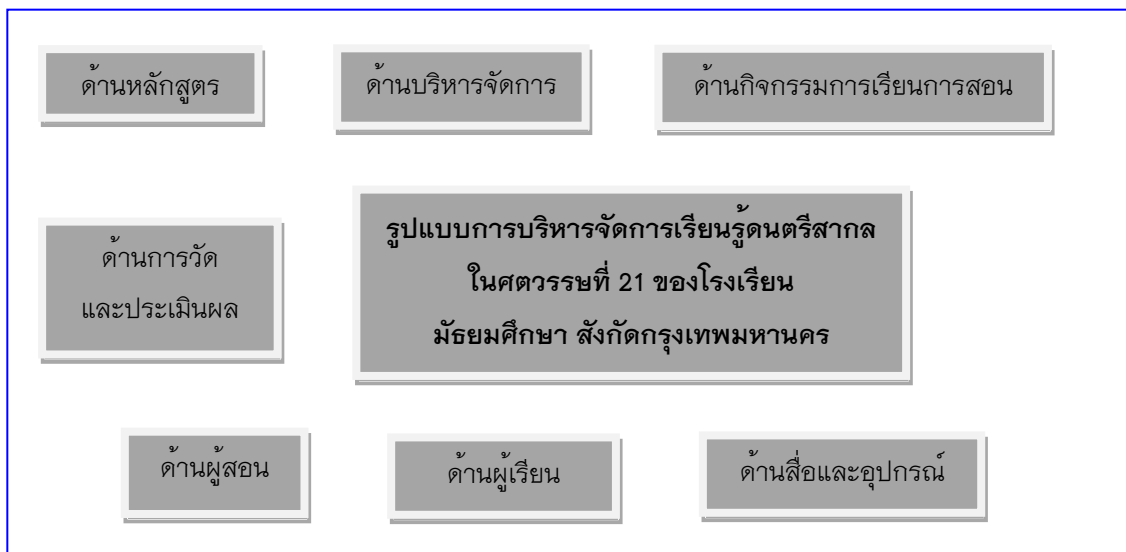 ด้านหลักสูตร
ด้านบริหารจัดการ
ด้านกิจกรรมการเรียนการสอน
ด้านการวัด
และประเมินผล
รูปแบบการบริหารจัดการเรียนรู้ดนตรีสากล
ในศตวรรษที่ 21 ของโรงเรียน
มัธยมศึกษา สังกัดกรุงเทพมหานคร
ด้านผู้สอน
ด้านผู้เรียน
ด้านสื่อและอุปกรณ์